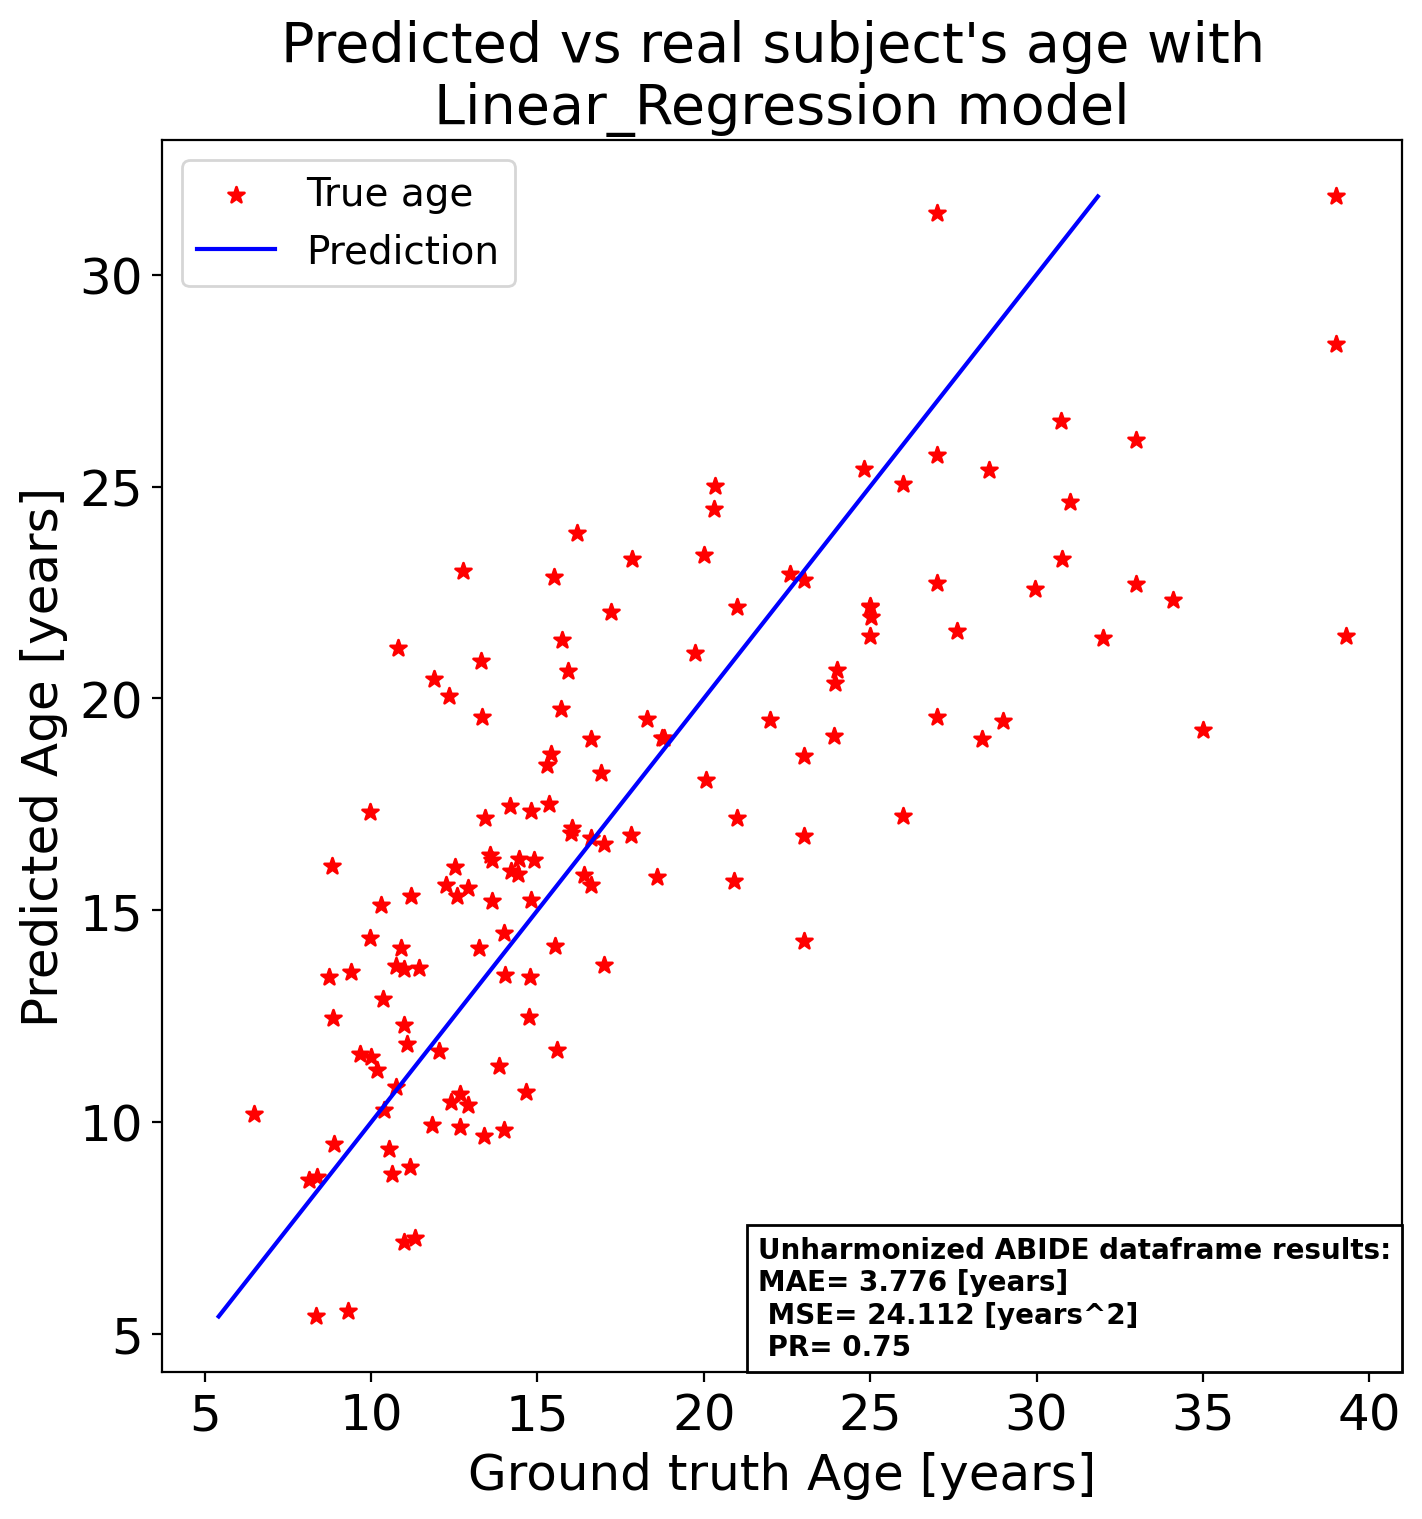 Predicted vs real subject's age with
Linear_Regression model
True age
Prediction
Predicted Age [years]
30
25
20
15
10
5
Unharmonized ABIDE dataframe results:
MAE= 3.776 [years]
MSE= 24.112 [years^2]
PR= 0.75
5 10 15 20 25 30 35 40
Ground truth Age [years]